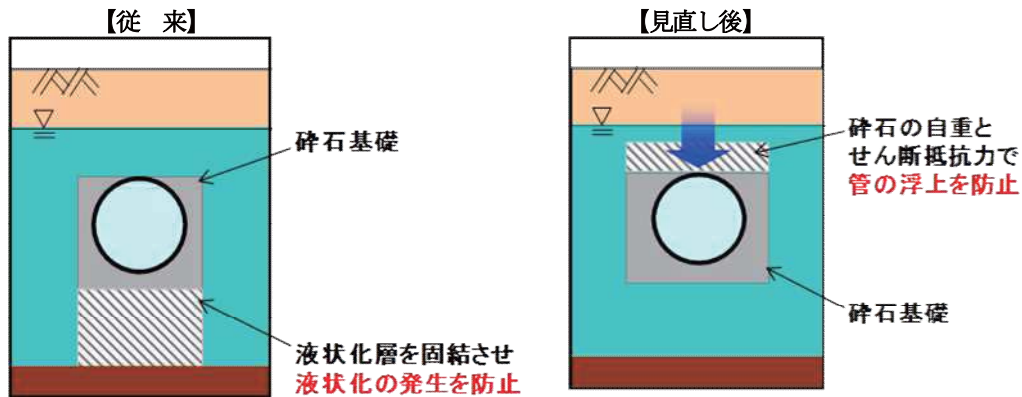 【従 来】
【見直し後】
砕石基礎
液状化層を固結させ
液状化の発生を防止
砕石の自重と
せん断抵抗力で
管の浮上を防止
砕石基礎